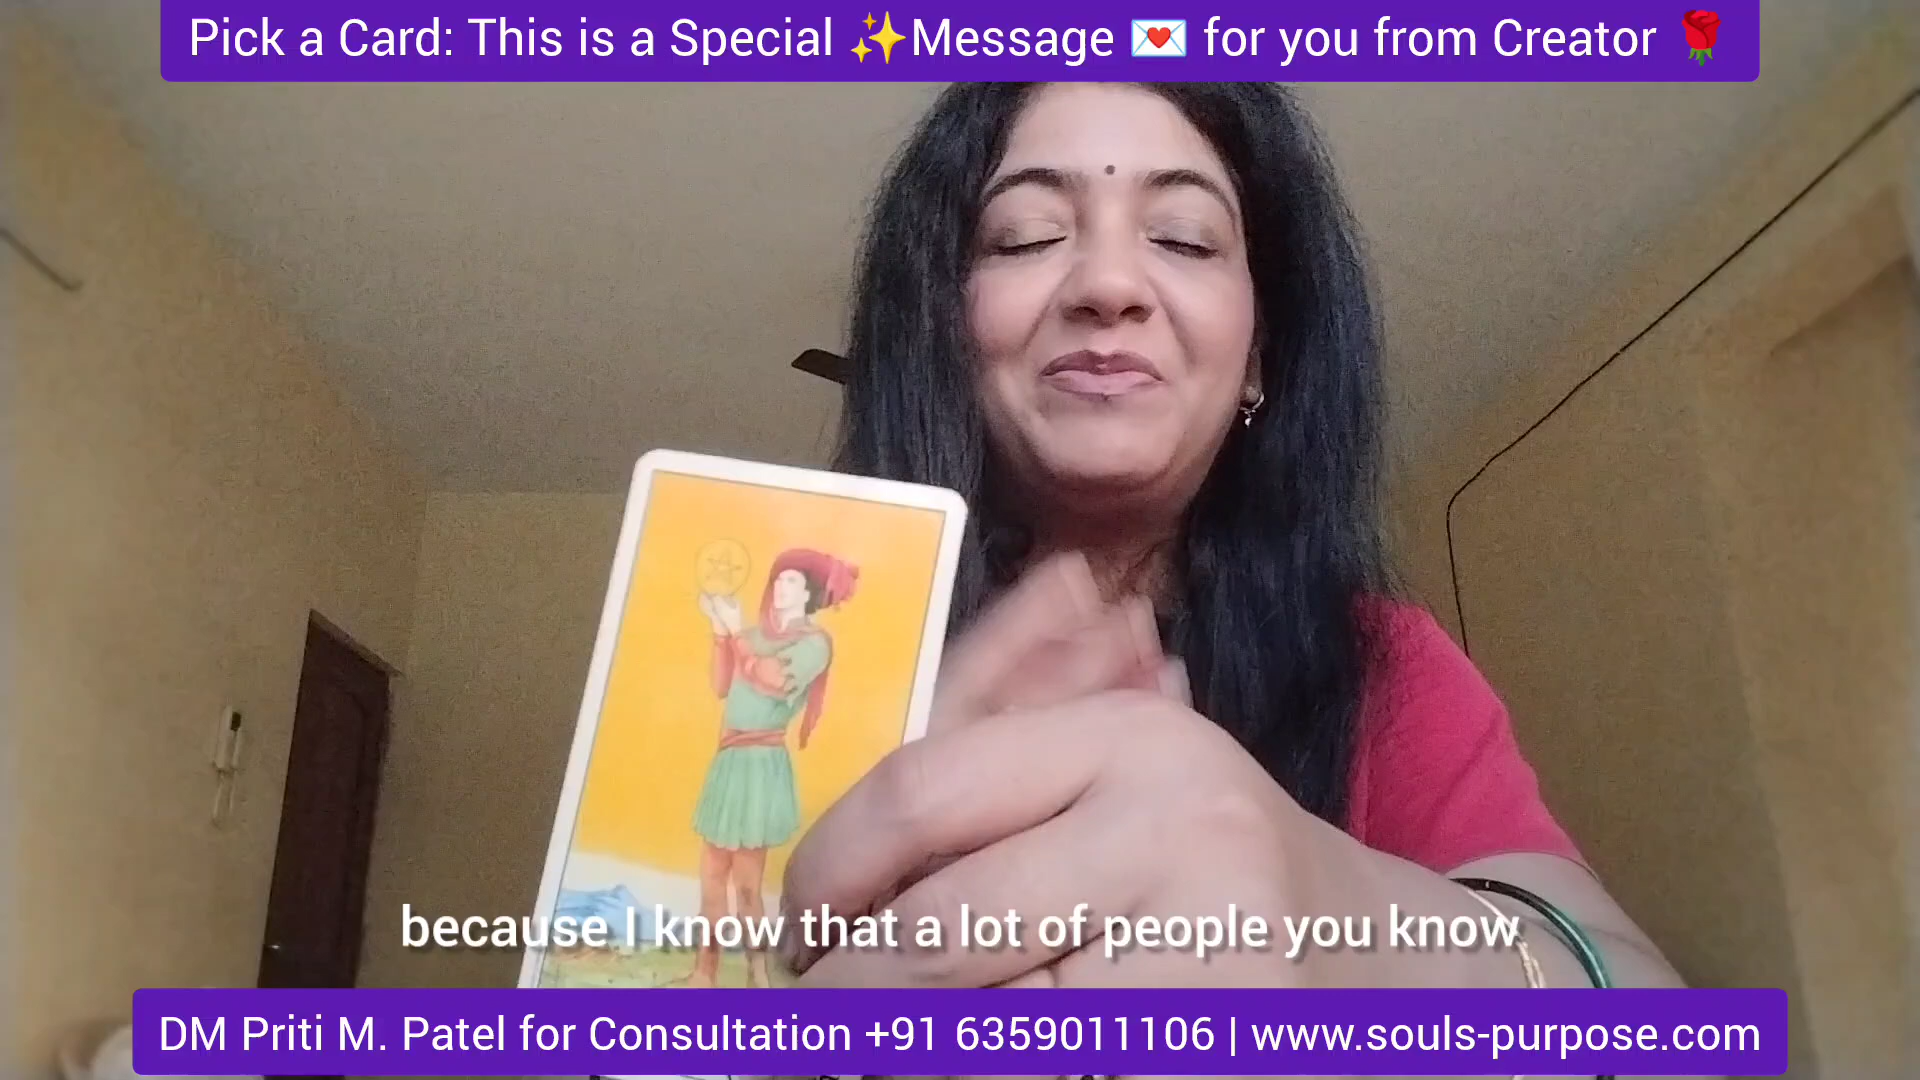 Pick a Card: This is a Special ✨Message 💌 for you from Creator 🌹
because I know that a lot of people you know
DM Priti M. Patel for Consultation +91 6359011106 | www.souls-purpose.com